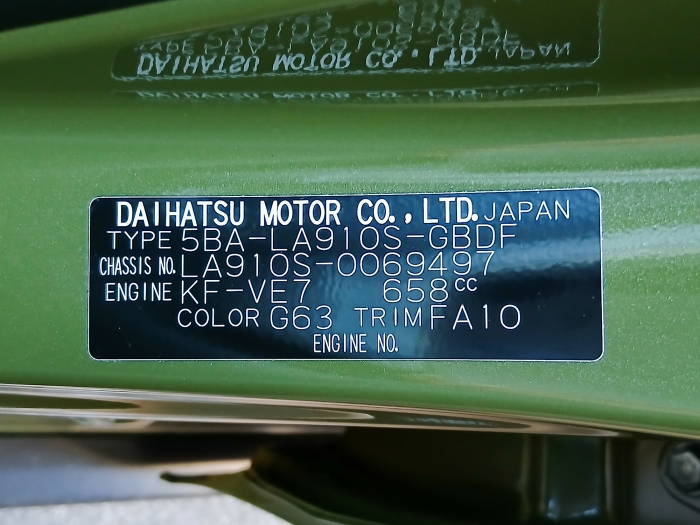 DAIHATSU MOTOR CO., LTD. JAPAN
TYPE 5BA-LA910S-GBDF
CHASSIS NO. LA910S-0069497
ENGINE KF-VE7 658CC
COLOR G63 TRIM FA10
ENGINE NO.